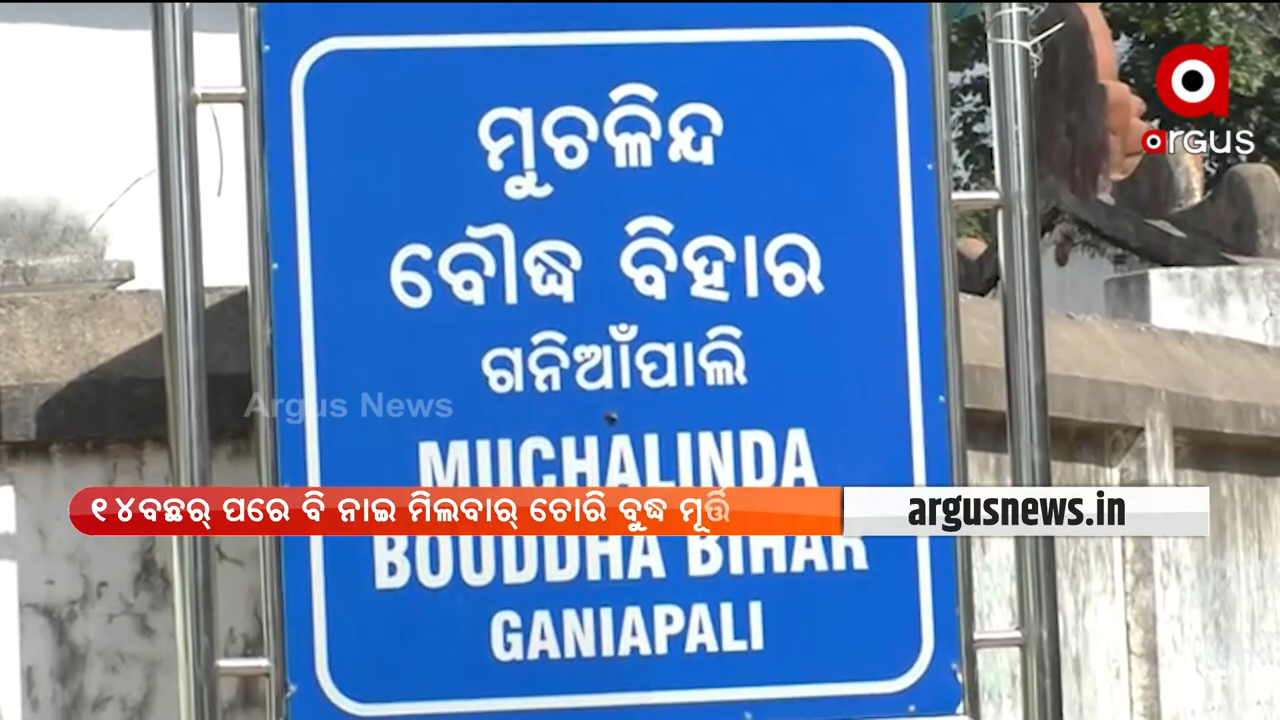 ମୁଚଳିନ୍ଦ
ବୌଦ୍ଧ ବିହାର
ଗନିଆଁପାଲି
MUCHALINDA
BOUDDHA BIHAR
GANIAPALI
argus
Argus News
୧୪ବଛର୍ ପରେ ବି ନାଇ ମିଲବାର୍ ଚୋରି ବୁଦ୍ଧ ମୂର୍ତ୍ତି
argusnews.in